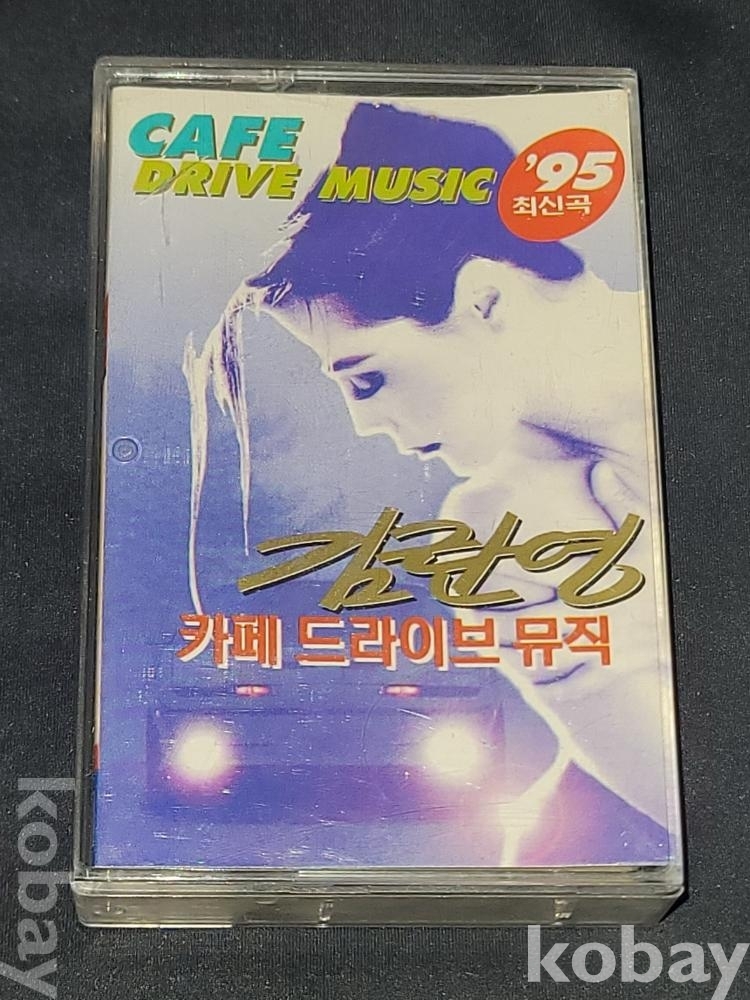 CAFE
DRIVE MUSIC
'95
최신곡
김란영
카페 드라이브 뮤직
kobay
kobay